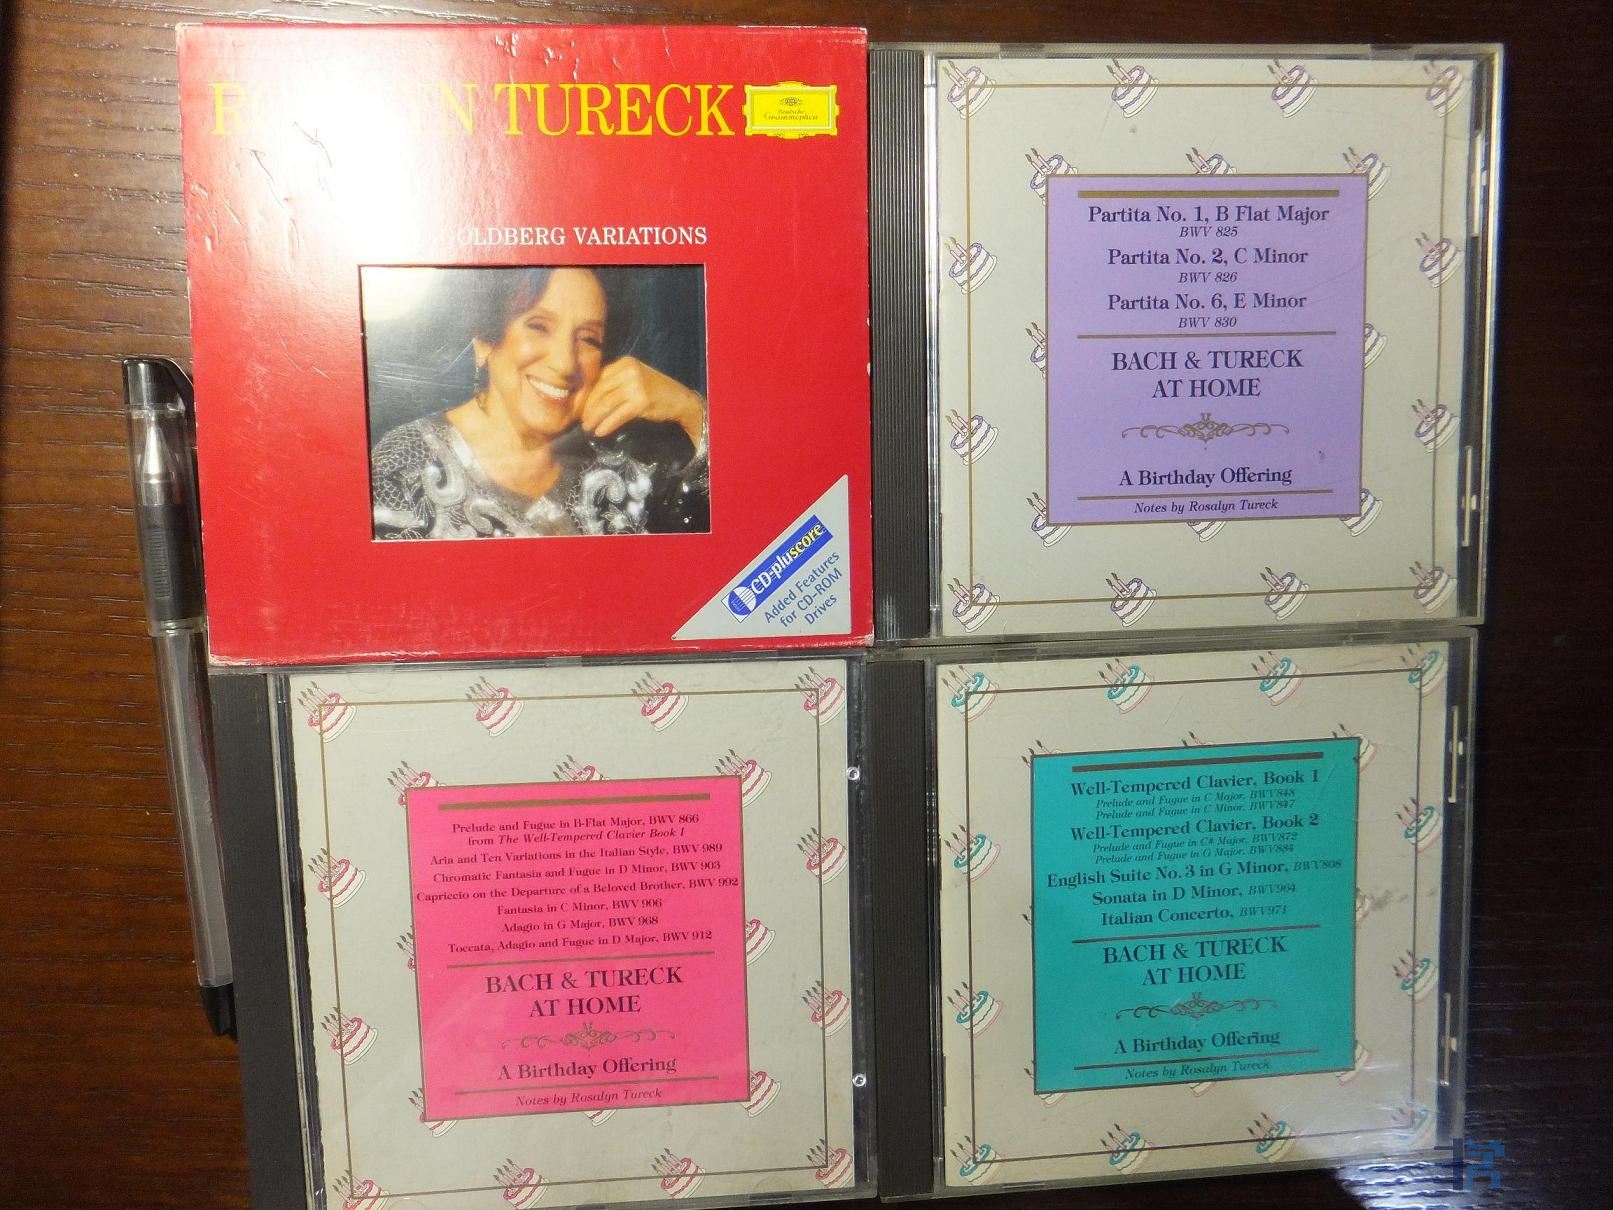 TURECK
Deutsche
Grammophon
GOLDBERG VARIATIONS
CD-pluscore
Added Features
for CD-ROM
Drives
Partita No. 1, B Flat Major
BWV 825
Partita No. 2, C Minor
BWV 826
Partita No. 6, E Minor
BWV 830
BACH & TURECK
AT HOME
A Birthday Offering
Notes by Rosalyn Tureck
Prelude and Fugue in B-Flat Major, BWV 866
from The Well-Tempered Clavier Book I
Aria and Ten Variations in the Italian Style, BWV 989
Chromatic Fantasia and Fugue in D Minor, BWV 903
Capriccio on the Departure of a Beloved Brother, BWV 992
Fantasia in C Minor, BWV 906
Adagio in G Major, BWV 968
Toccata, Adagio and Fugue in D Major, BWV 912
BACH & TURECK
AT HOME
A Birthday Offering
Notes by Rosalyn Tureck
Well-Tempered Clavier, Book 1
Prelude and Fugue in C Major, BWV848
Prelude and Fugue in C Minor, BWV847
Well-Tempered Clavier, Book 2
Prelude and Fugue in C# Major, BWV872
Prelude and Fugue in G Major, BWV884
English Suite No. 3 in G Minor, BWV808
Sonata in D Minor, BWV964
Italian Concerto, BWV971
BACH & TURECK
AT HOME
A Birthday Offering
Notes by Rosalyn Tureck